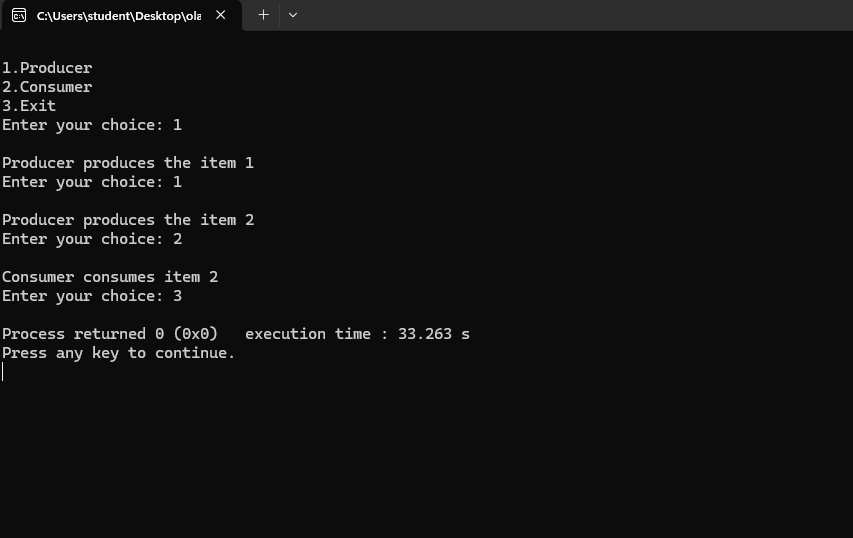 C:\Users\student\Desktop\ola
1.Producer
2.Consumer
3.Exit
Enter your choice: 1
Producer produces the item 1
Enter your choice: 1
Producer produces the item 2
Enter your choice: 2
Consumer consumes item 2
Enter your choice: 3
Process returned 0 (0x0)   execution time : 33.263 s
Press any key to continue.